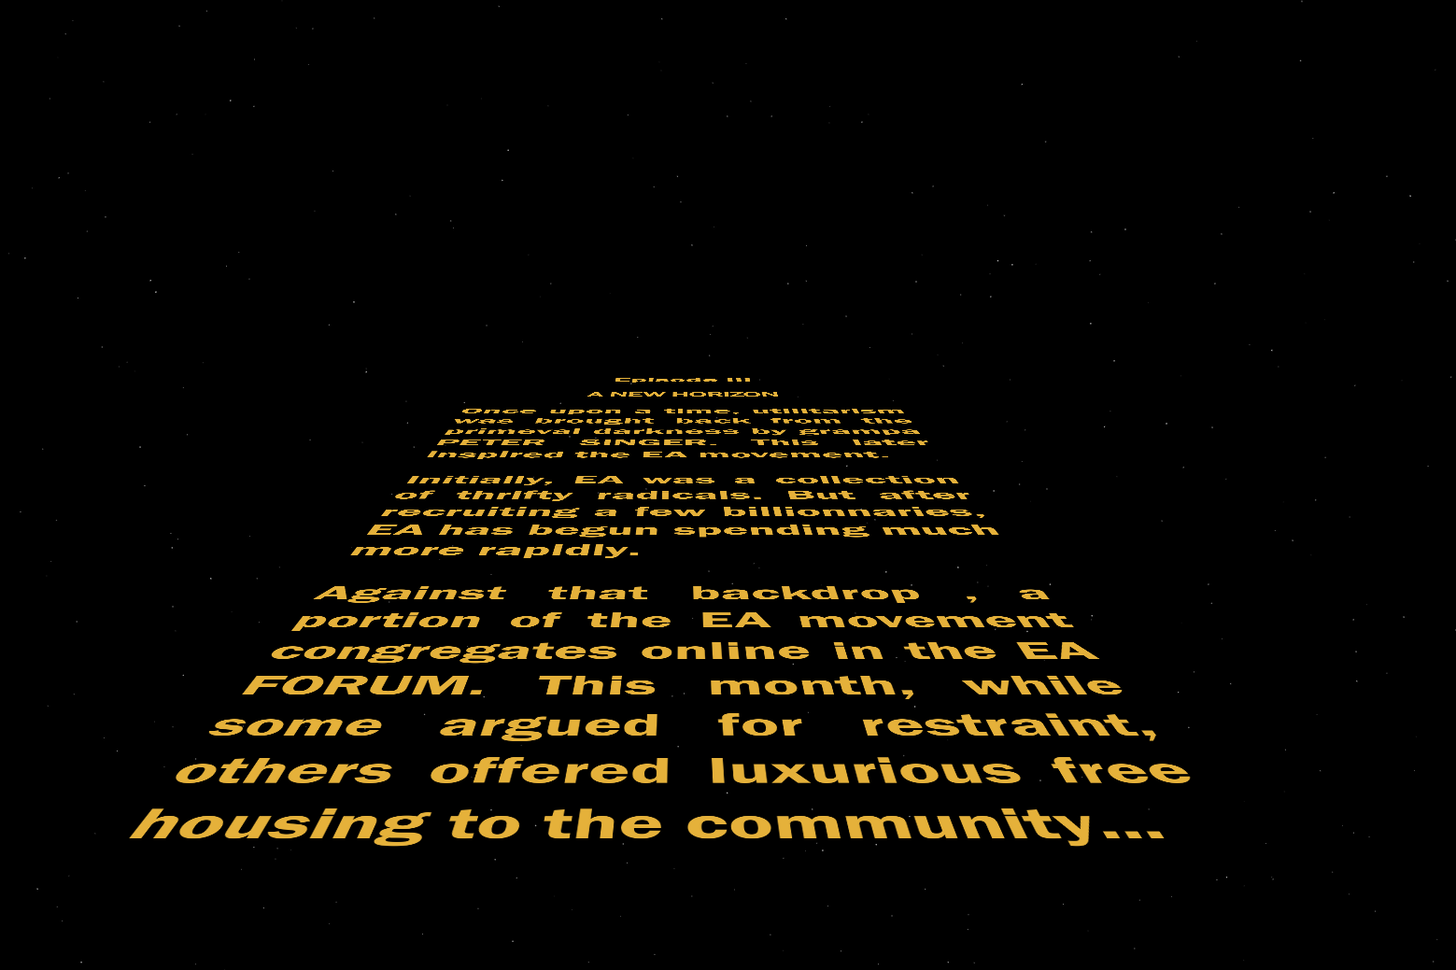 Episode III
A NEW HORIZON
Once upon a time, utilitarism
was brought back from the
primeval darkness by grampa
PETER SINGER. This later
inspired the EA movement.
Initially, EA was a collection
of thrifty radicals. But after
recruiting a few billionnaries,
EA has begun spending much
more rapidly.
Against that backdrop , a
portion of the EA movement
congregates online in the EA
FORUM. This month, while
some argued for restraint,
others offered luxurious free
housing to the community...